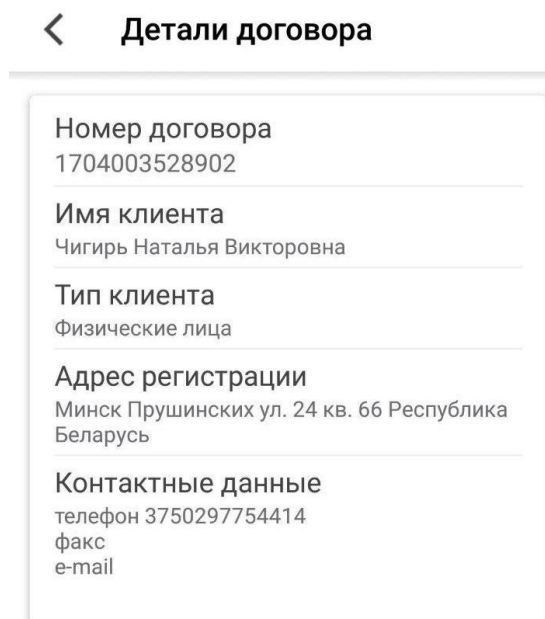 Детали договора
Номер договора
1704003528902
Имя клиента
Чигирь Наталья Викторовна
Тип клиента
Физические лица
Адрес регистрации
Минск Прушинских ул. 24 кв. 66 Республика
Беларусь
Контактные данные
телефон 3750297754414
факс
e-mail